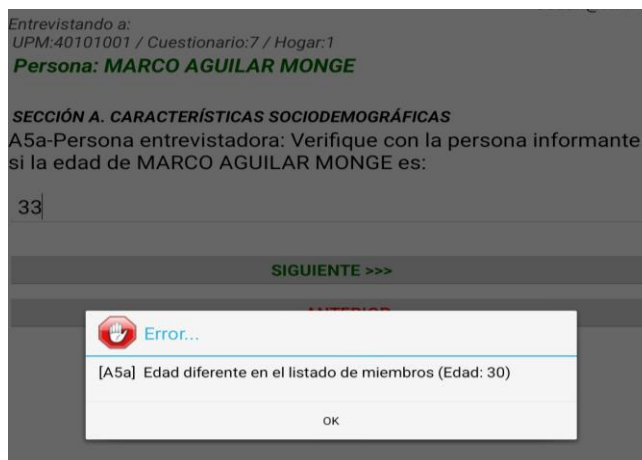 Entrevistando a:
UPM:40101001 / Cuestionario:7 / Hogar:1
Persona: MARCO AGUILAR MONGE
SECCIÓN A. CARACTERÍSTICAS SOCIODEMOGRÁFICAS
A5a-Persona entrevistadora: Verifique con la persona informante
si la edad de MARCO AGUILAR MONGE es:
33
SIGUIENTE >>>
ANTERIOR
Error...
[A5a] Edad diferente en el listado de miembros (Edad: 30)
OK